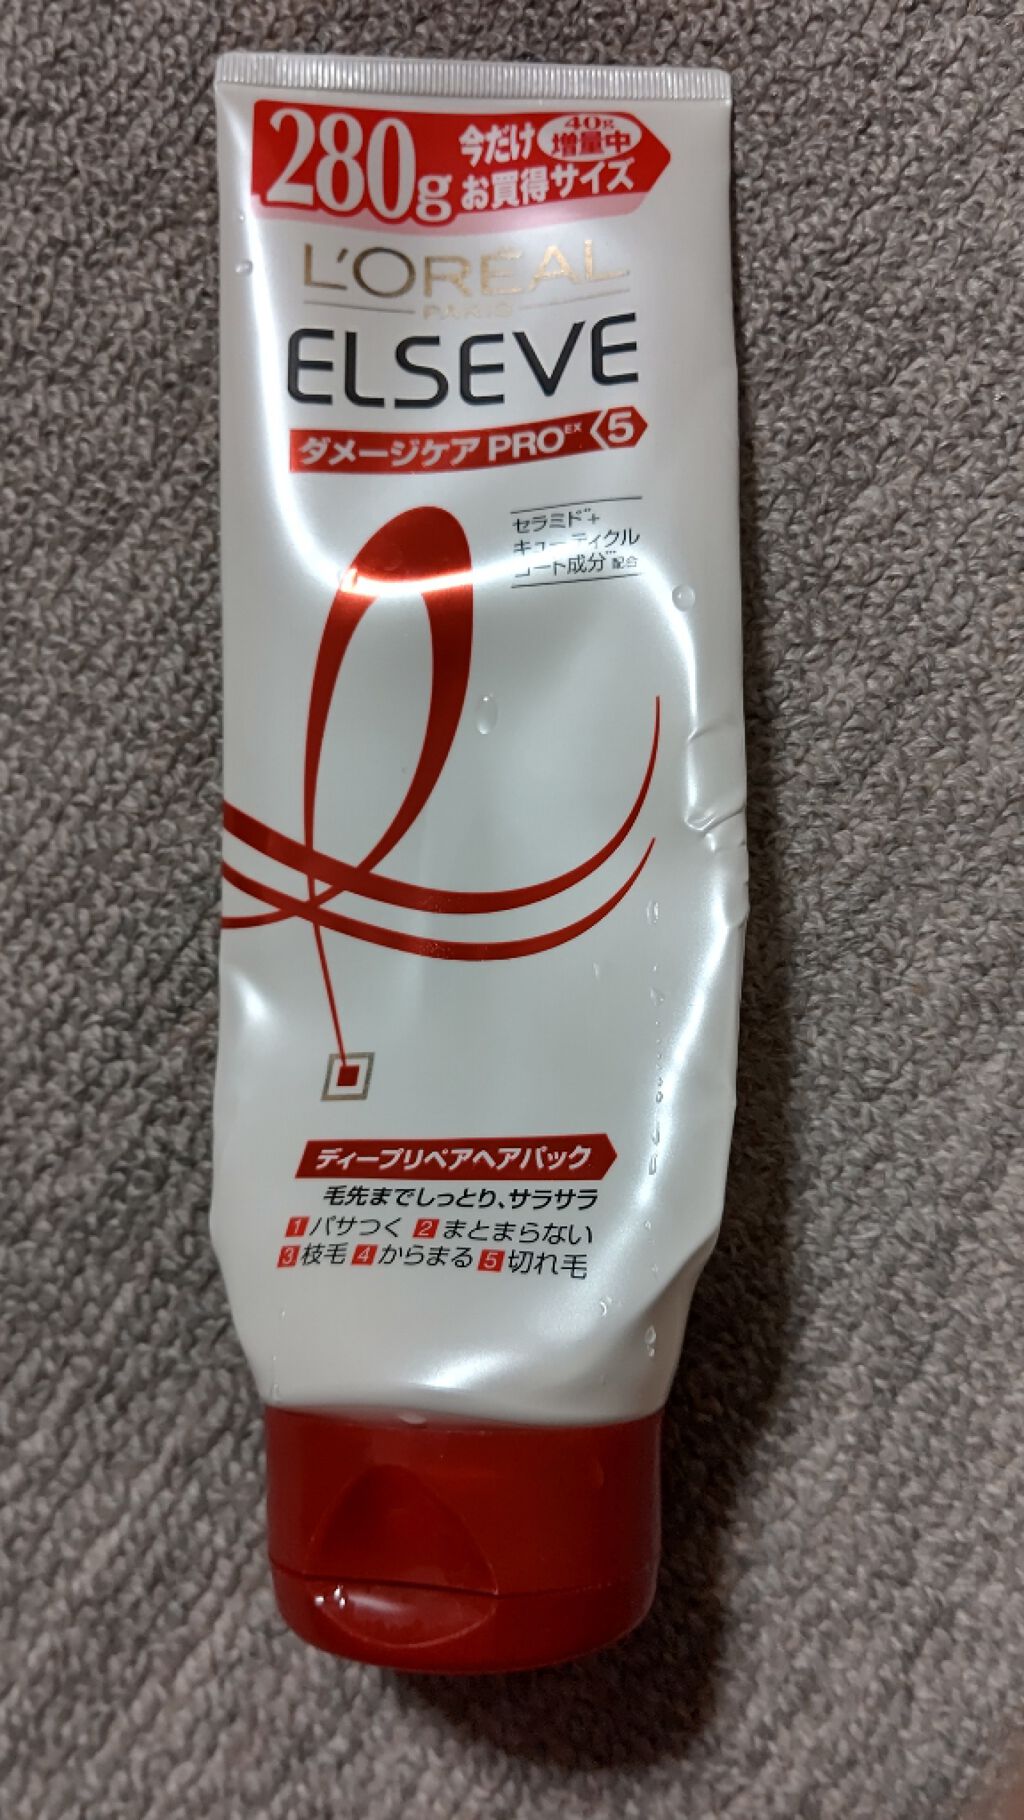 280g 今だけ 40g 増量中
お買得サイズ
L'ORÉAL
PARIS
ELSEVE
ダメージケア PRO EX 5
セラミド+
キューティクル
コート成分 配合
ディープリペアヘアパック
毛先までしっとり、サラサラ
1 パサつく 2 まとまらない
3 枝毛 4 からまる 5 切れ毛